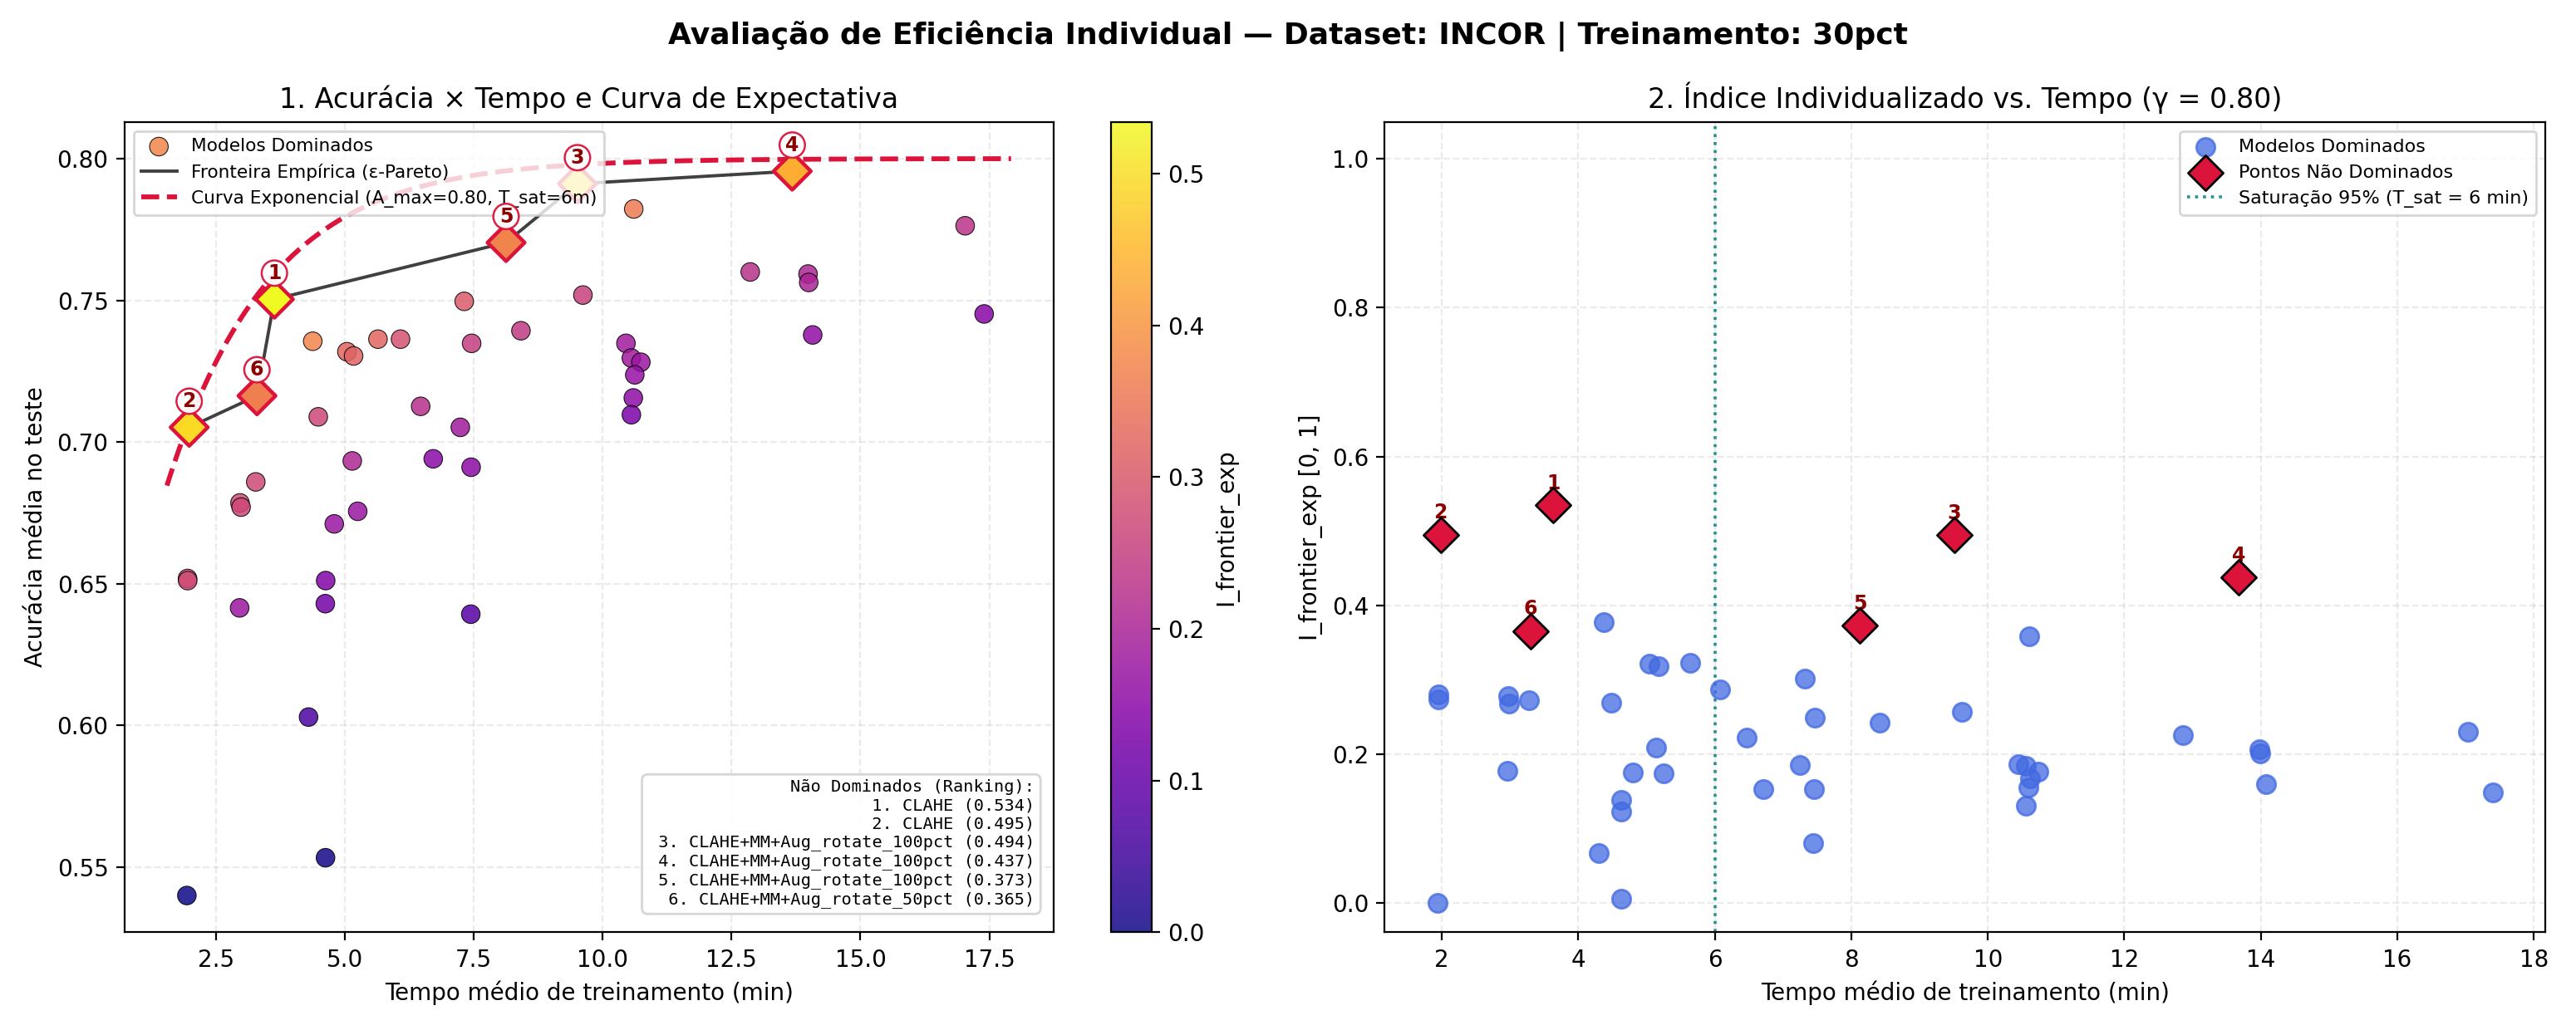 Avaliação de Eficiência Individual — Dataset: INCOR | Treinamento: 30pct
1. Acurácia × Tempo e Curva de Expectativa
Modelos Dominados
Fronteira Empírica (ε-Pareto)
Curva Exponencial (A_max=0.80, T_sat=6m)
0.80
0.75
0.70
0.65
0.60
0.55
Acurácia média no teste
1
2
3
4
5
6
Não Dominados (Ranking):
1. CLAHE (0.534)
2. CLAHE (0.495)
3. CLAHE+MM+Aug_rotate_100pct (0.494)
4. CLAHE+MM+Aug_rotate_100pct (0.437)
5. CLAHE+MM+Aug_rotate_100pct (0.373)
6. CLAHE+MM+Aug_rotate_50pct (0.365)
2.5 5.0 7.5 10.0 12.5 15.0 17.5
Tempo médio de treinamento (min)
0.5
0.4
0.3
0.2
0.1
0.0
I_frontier_exp
2. Índice Individualizado vs. Tempo (γ = 0.80)
Modelos Dominados
Pontos Não Dominados
Saturação 95% (T_sat = 6 min)
1.0
0.8
0.6
0.4
0.2
0.0
I_frontier_exp [0, 1]
1
2
3
4
5
6
2 4 6 8 10 12 14 16 18
Tempo médio de treinamento (min)